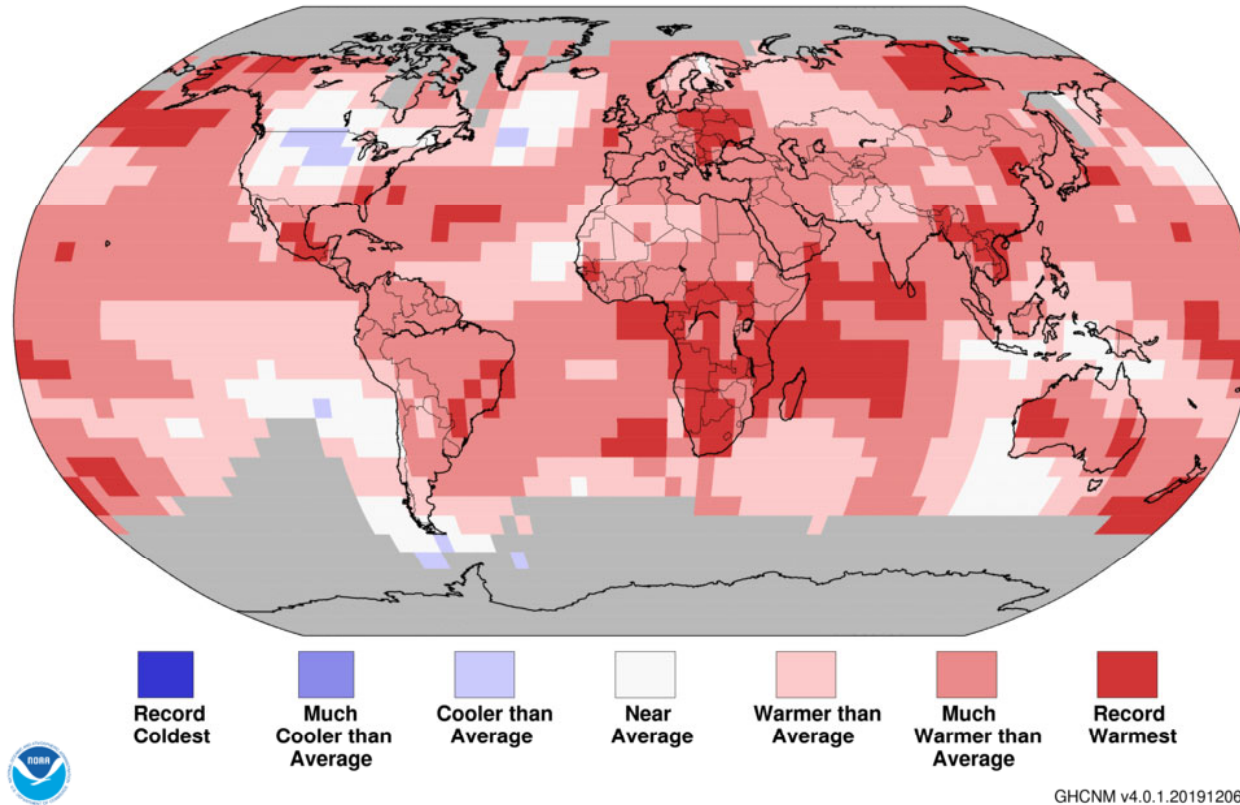 Record
Coldest
Much
Cooler than
Average
Cooler than
Average
Near
Average
Warmer than
Average
Much
Warmer than
Average
Record
Warmest
NOAA
GHCNM v4.0.1.20191206